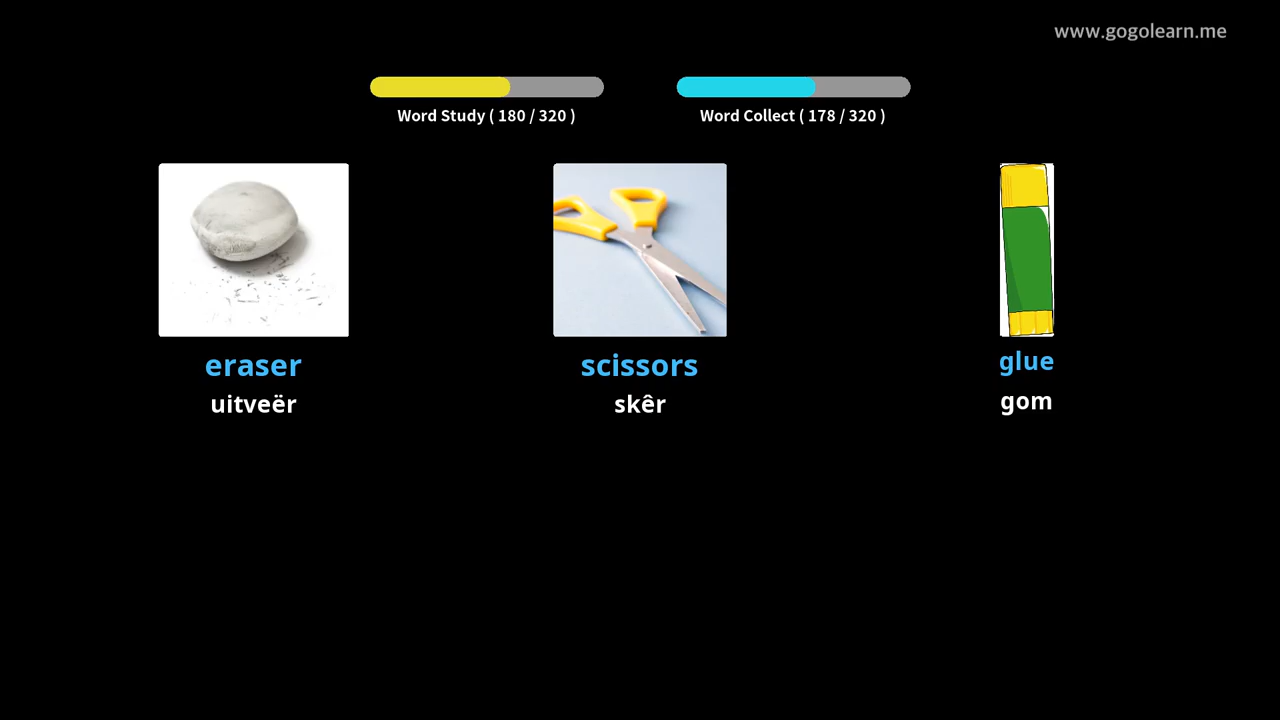 www.gogolearn.me
Word Study ( 180 / 320 )
Word Collect ( 178 / 320 )
eraser
scissors
glue
uitveër
skêr
gom